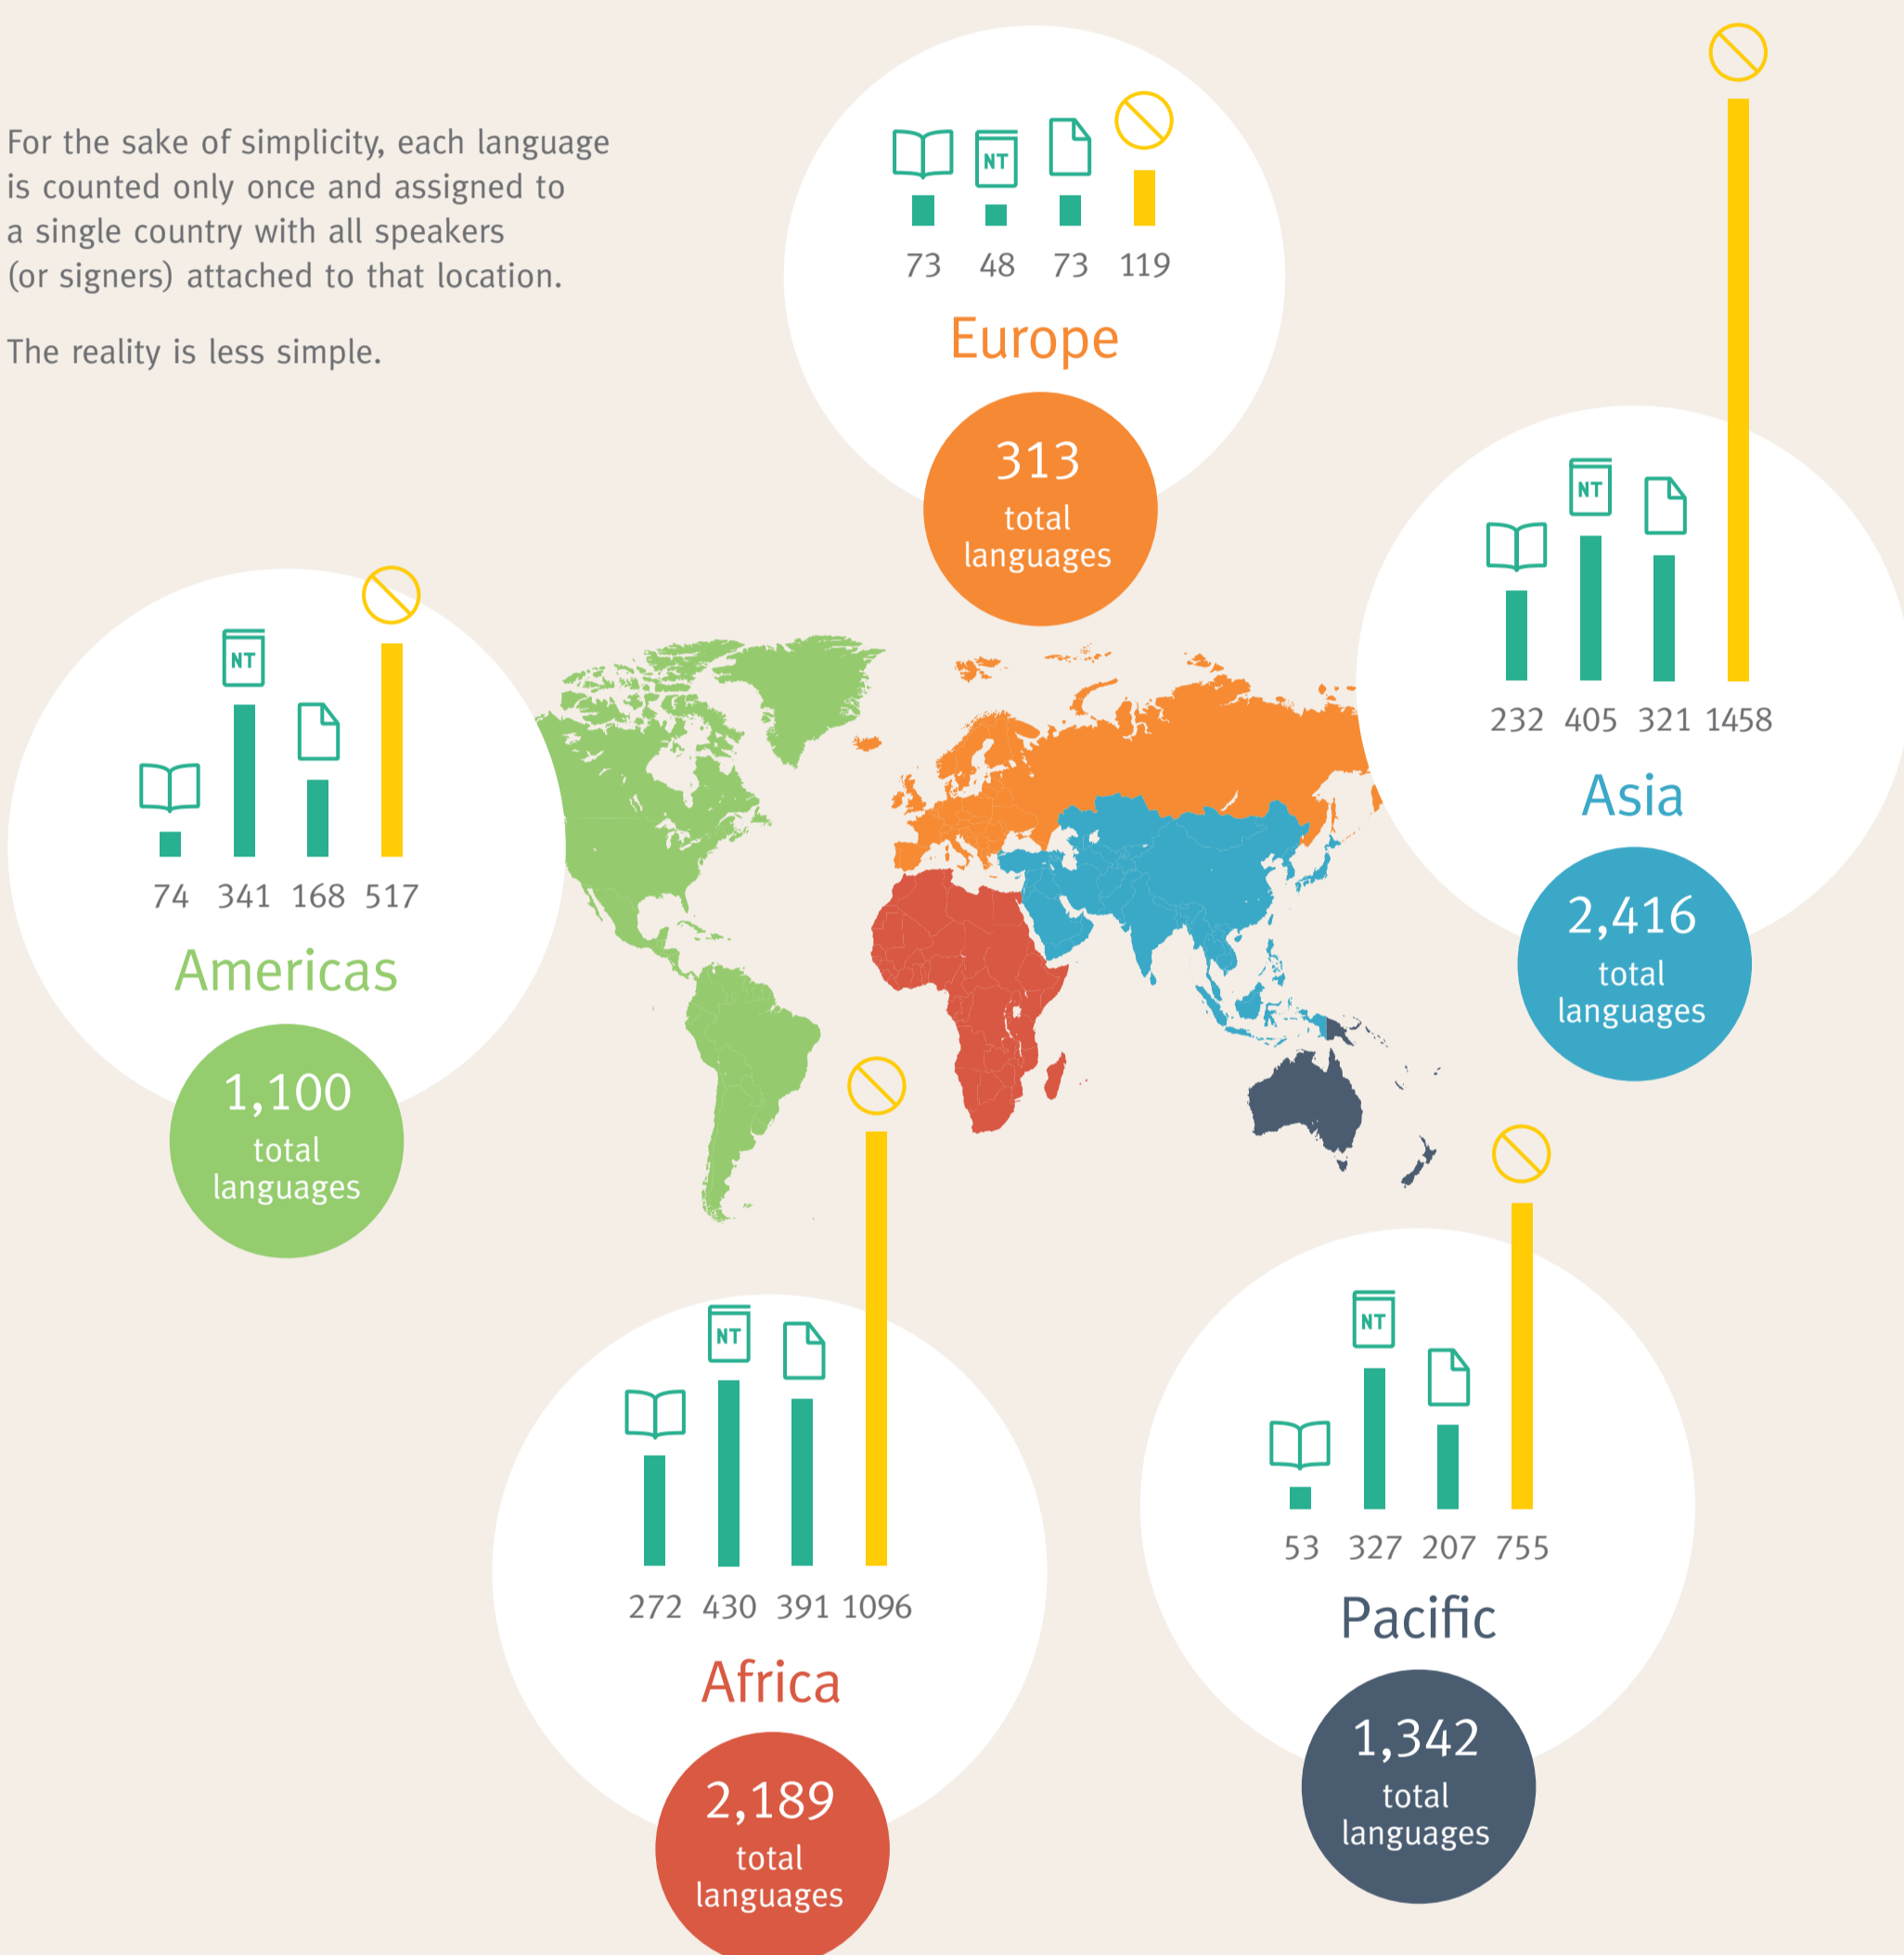 For the sake of simplicity, each language
is counted only once and assigned to
a single country with all speakers
(or signers) attached to that location.
The reality is less simple.
NT
73 48 73 119
Europe
313
total
languages
NT
232 405 321 1458
Asia
2,416
total
languages
NT
74 341 168 517
Americas
1,100
total
languages
NT
272 430 391 1096
Africa
2,189
total
languages
NT
53 327 207 755
Pacific
1,342
total
languages